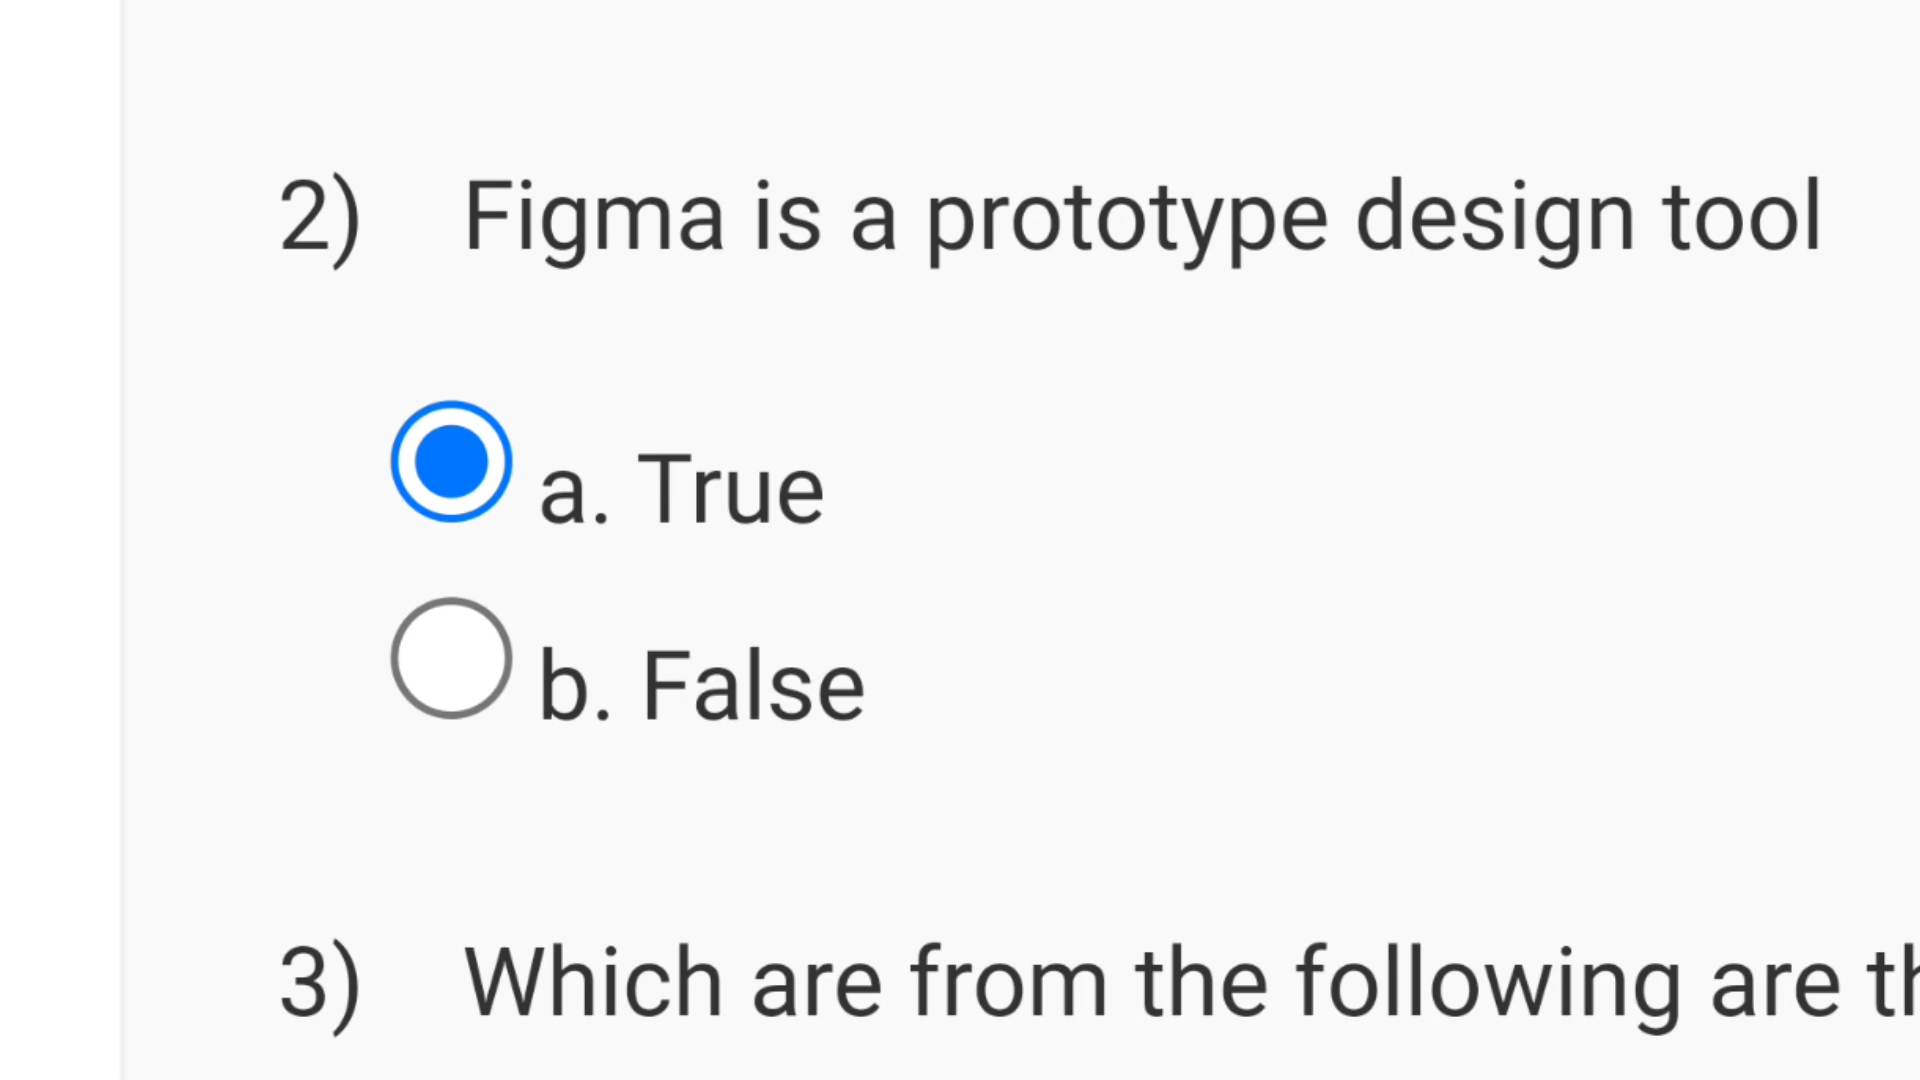 2) Figma is a prototype design tool
a. True
b. False
3) Which are from the following are